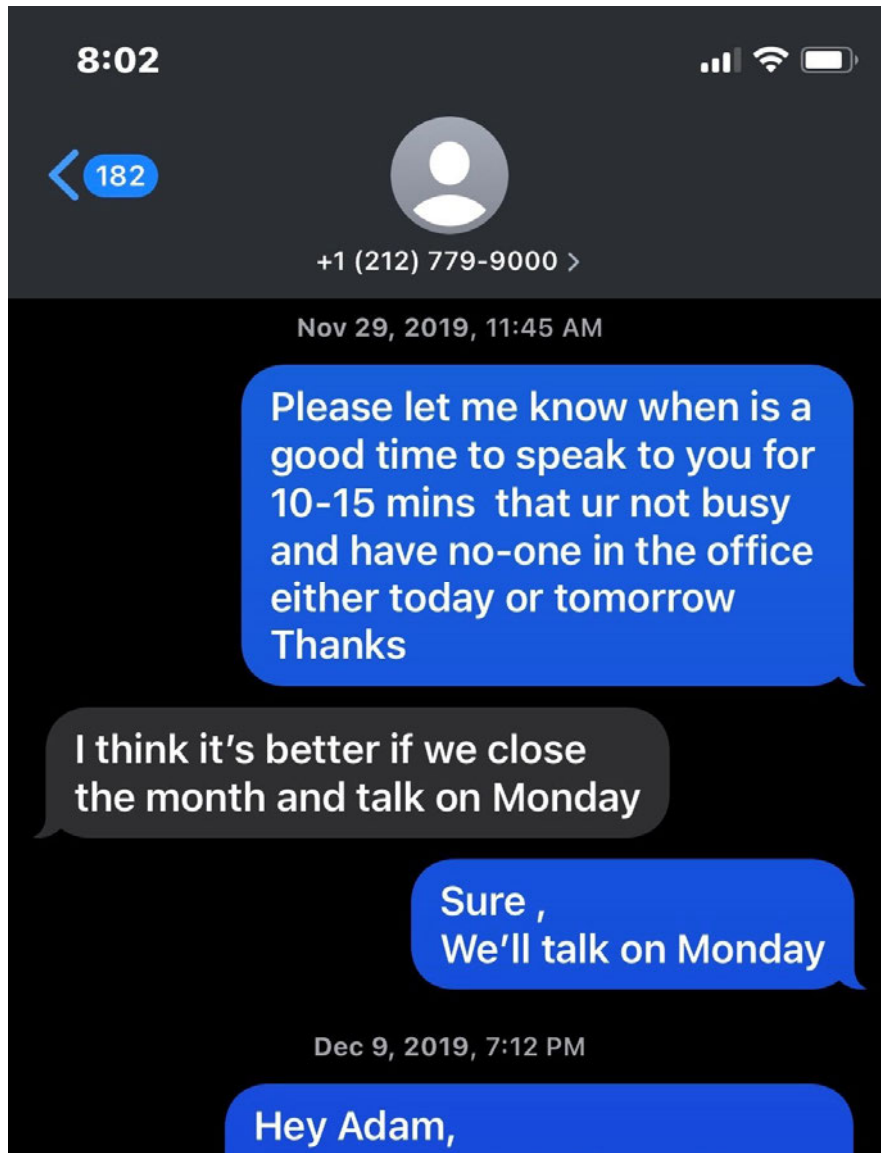 8:02
182
+1 (212) 779-9000 >
Nov 29, 2019, 11:45 AM
Please let me know when is a
good time to speak to you for
10-15 mins  that ur not busy
and have no-one in the office
either today or tomorrow
Thanks
I think it’s better if we close
the month and talk on Monday
Sure ,
We’ll talk on Monday
Dec 9, 2019, 7:12 PM
Hey Adam,